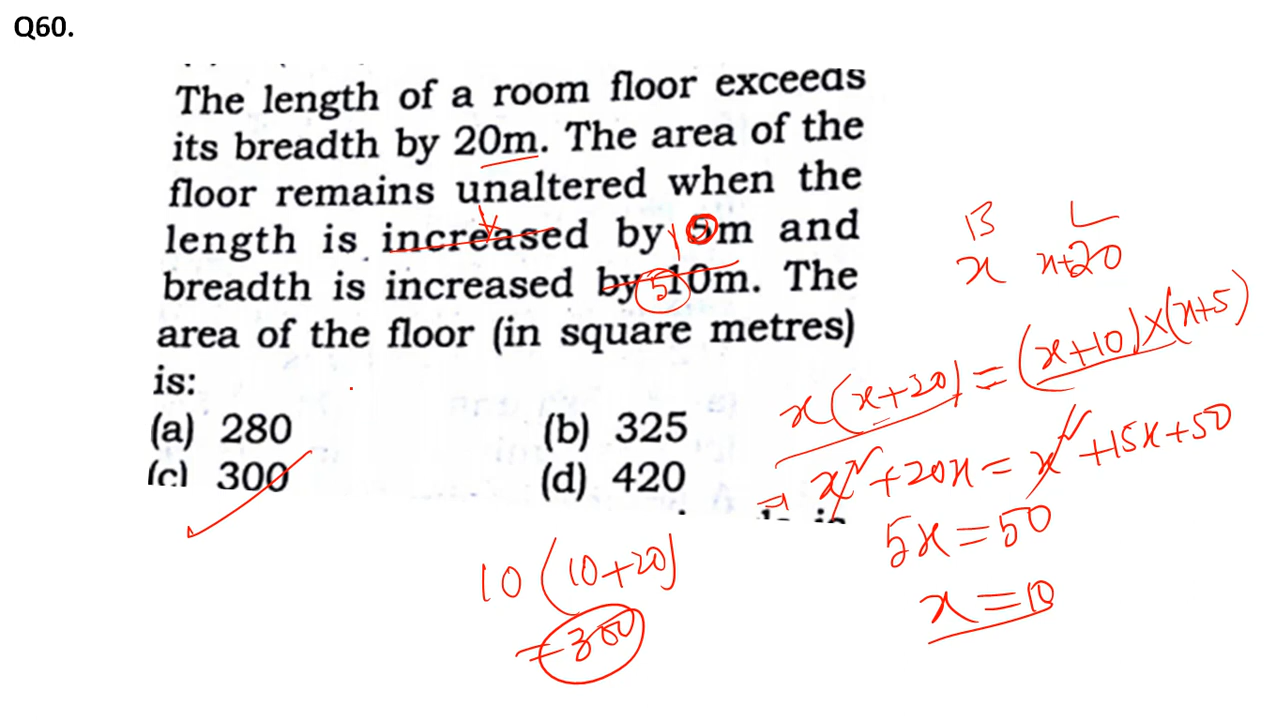 Q60.
The length of a room floor exceeds
its breadth by 20m. The area of the
floor remains unaltered when the
length is increased by 10m and
breadth is increased by 5 10m. The
area of the floor (in square metres)
is:
(a) 280 (b) 325
(c) 300 (d) 420
B L
x x+20
x(x+20) = (x+10)×(x+5)
⇒ x² + 20x = x² + 15x + 50
5x = 50
x = 10
10(10+20)
= 300